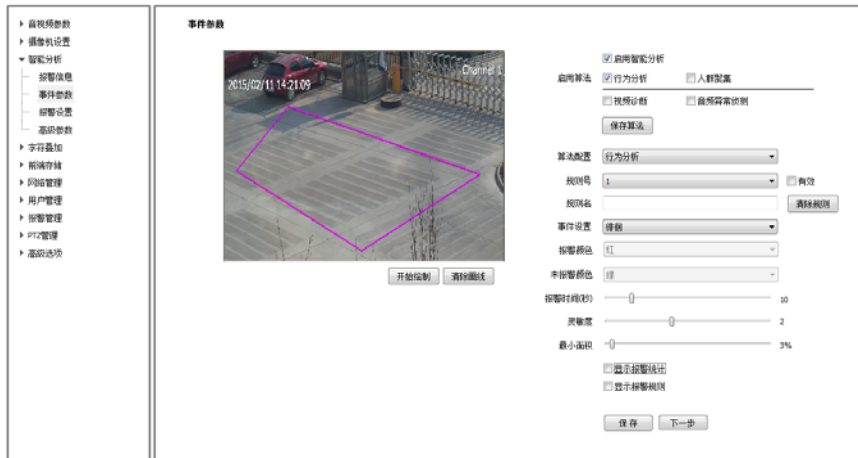 音视频参数
摄像机设置
智能分析
报警信息
事件参数
报警设置
高级参数
字符叠加
前端存储
网络管理
用户管理
报警管理
PTZ管理
高级选项
事件参数
Channel 1
2015/02/11 14:21:09
开始绘制 清除图线
启用智能分析
启用算法 行为分析 人群聚集
视频诊断 音频异常侦测
保存算法
算法配置 行为分析
规则号 1 有效
规则名 清除规则
事件设置 徘徊
报警颜色 红
未报警颜色 绿
报警时间(秒) 10
灵敏度 2
最小面积 3%
显示报警统计
显示报警规则
保存 下一步